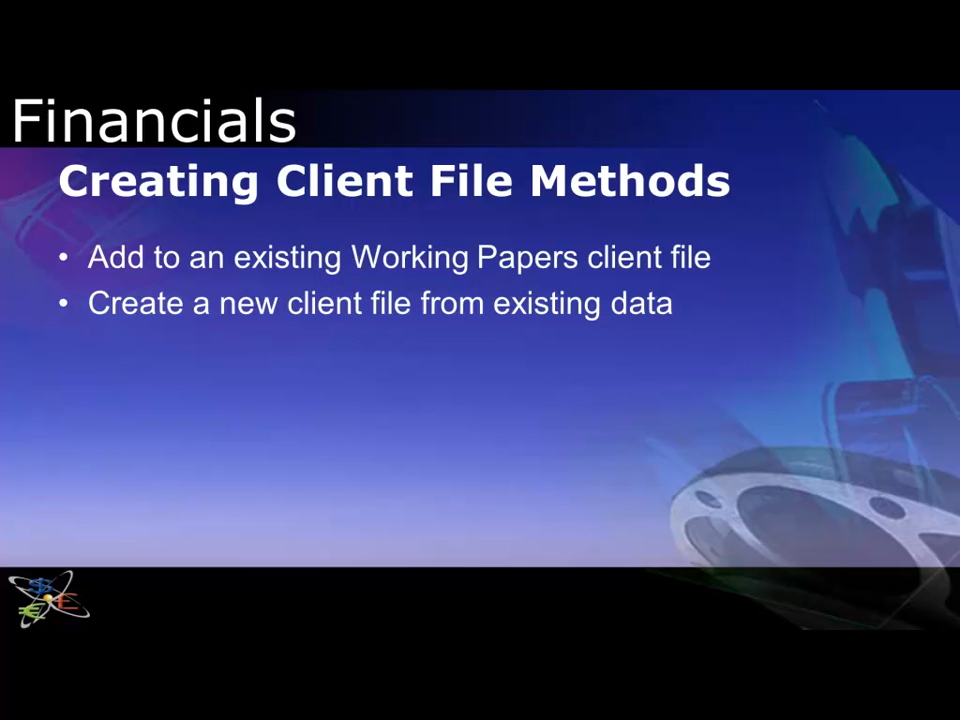 Financials
Creating Client File Methods
• Add to an existing Working Papers client file
• Create a new client file from existing data